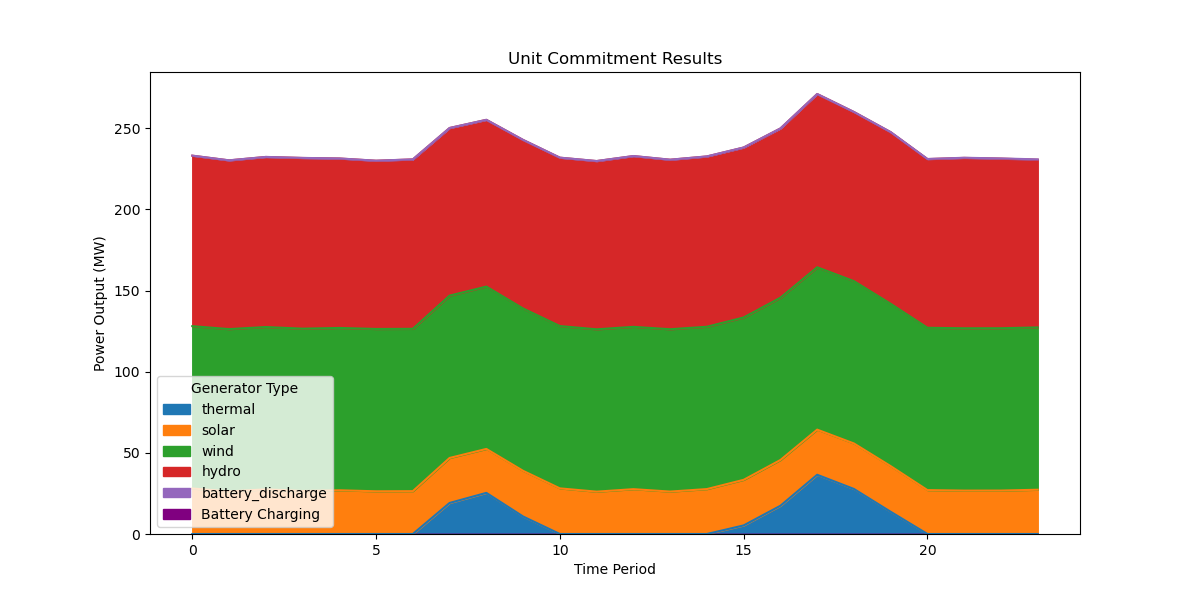 Unit Commitment Results
Power Output (MW)
250
200
150
100
50
0
Generator Type
thermal
solar
wind
hydro
battery_discharge
Battery Charging
0 5 10 15 20
Time Period